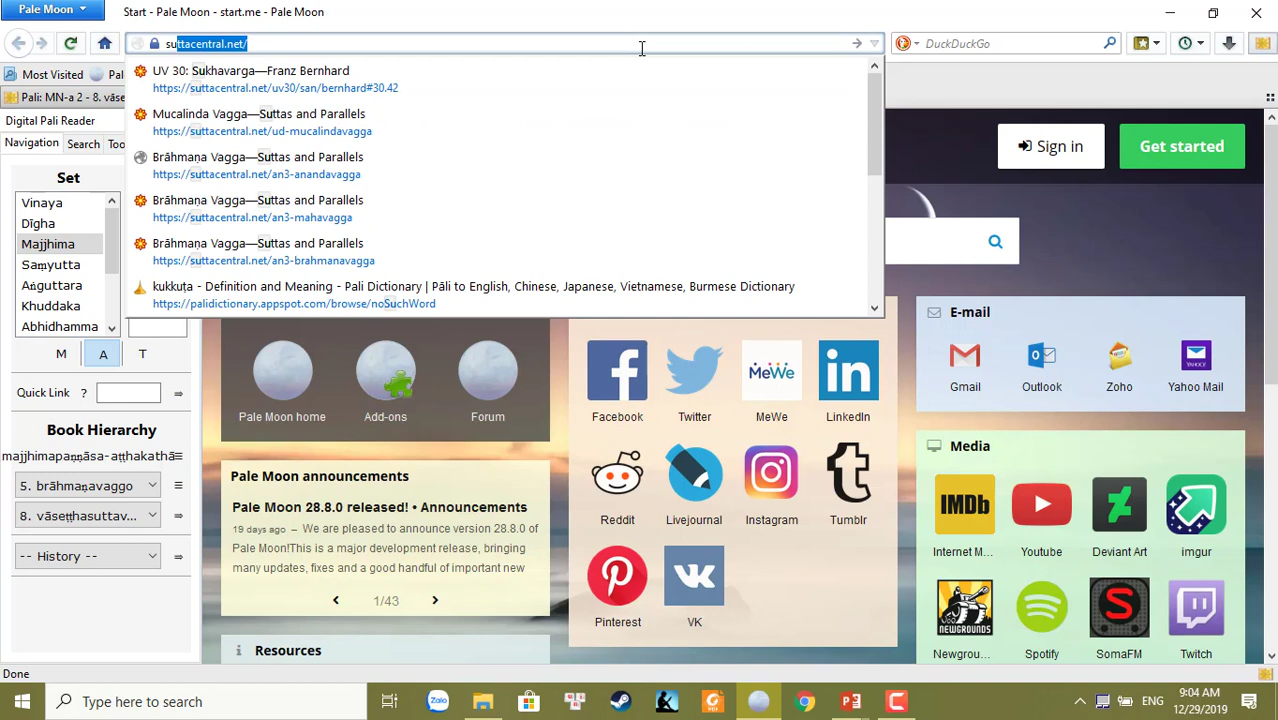 Pale Moon
Start - Pale Moon - start.me - Pale Moon
suttacentral.net/
DuckDuckGo
Most Visited
Pal
UV 30: Sukhavarga—Franz Bernhard
https://suttacentral.net/uv30/san/bernhard#30.42
Mucalinda Vagga—Suttas and Parallels
https://suttacentral.net/ud-mucalindavagga
Brāhmaṇa Vagga—Suttas and Parallels
https://suttacentral.net/an3-anandavagga
Brāhmaṇa Vagga—Suttas and Parallels
https://suttacentral.net/an3-mahavagga
Brāhmaṇa Vagga—Suttas and Parallels
https://suttacentral.net/an3-brahmanavagga
kukkuṭa - Definition and Meaning - Pali Dictionary | Pāli to English, Chinese, Japanese, Vietnamese, Burmese Dictionary
https://palidictionary.appspot.com/browse/noSuchWord
Pali: MN-a 2 - 8. vāse
Digital Pali Reader
Navigation
Search
Too
Set
Vinaya
Dīgha
Majjhima
Saṃyutta
Aṅguttara
Khuddaka
Abhidhamma
M
A
T
Quick Link
?
Book Hierarchy
majjhimapaṇṇāsa-aṭṭhakathā
5. brāhmaṇavaggo
8. vāseṭṭhasuttav...
-- History --
Sign in
Get started
Pale Moon home
Add-ons
Forum
Pale Moon announcements
Pale Moon 28.8.0 released! • Announcements
19 days ago - We are pleased to announce version 28.8.0 of
Pale Moon!This is a major development release, bringing
many updates, fixes and a good handful of important new
1/43
Resources
Facebook
Twitter
MeWe
MeWe
LinkedIn
Reddit
Livejournal
Instagram
Tumblr
Pinterest
VK
E-mail
Gmail
Outlook
Zoho
Yahoo Mail
Media
IMDb
Internet M...
Youtube
Deviant Art
imgur
NEWGROUNDS
Newgrou...
Spotify
SomaFM
Twitch
Done
Type here to search
Zalo
ENG
9:04 AM
12/29/2019